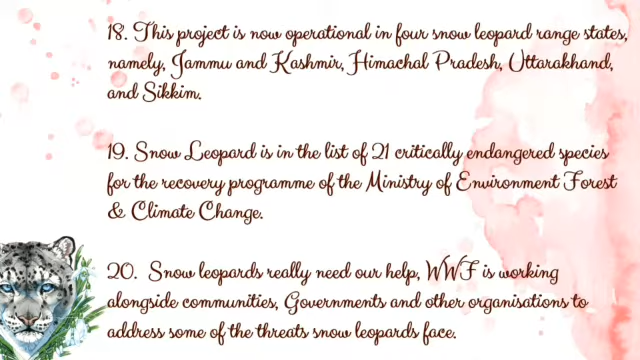 18. This project is now operational in four snow leopard range states,
namely, Jammu and Kashmir, Himachal Pradesh, Uttarakhand,
and Sikkim.
19. Snow Leopard is in the list of 21 critically endangered species
for the recovery programme of the Ministry of Environment Forest
& Climate Change.
20. Snow leopards really need our help, WWF is working
alongside communities, Governments and other organisations to
address some of the threats snow leopards face.